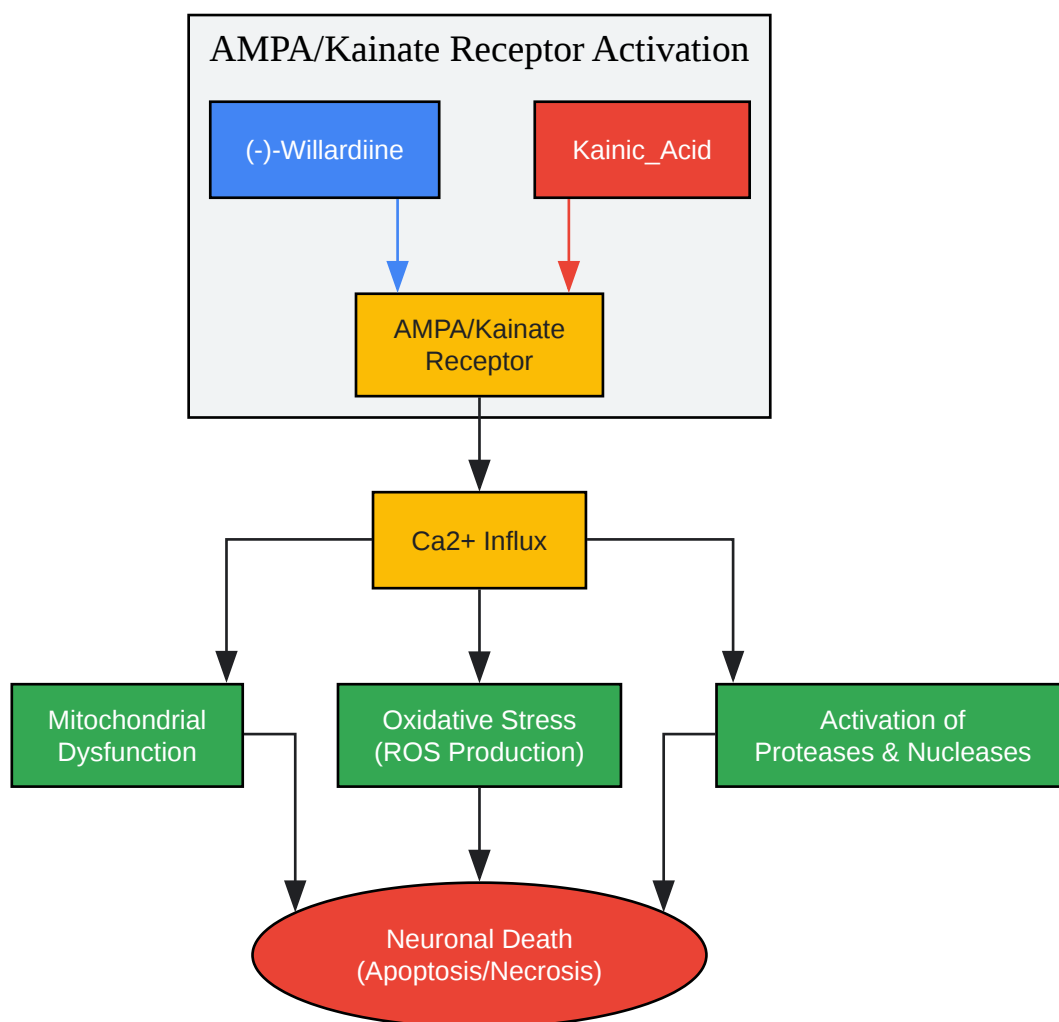 AMPA/Kainate Receptor Activation
(-)-Willardiine
Kainic_Acid
AMPA/Kainate
Receptor
Ca2+ Influx
Mitochondrial
Dysfunction
Oxidative Stress
(ROS Production)
Activation of
Proteases & Nucleases
Neuronal Death
(Apoptosis/Necrosis)